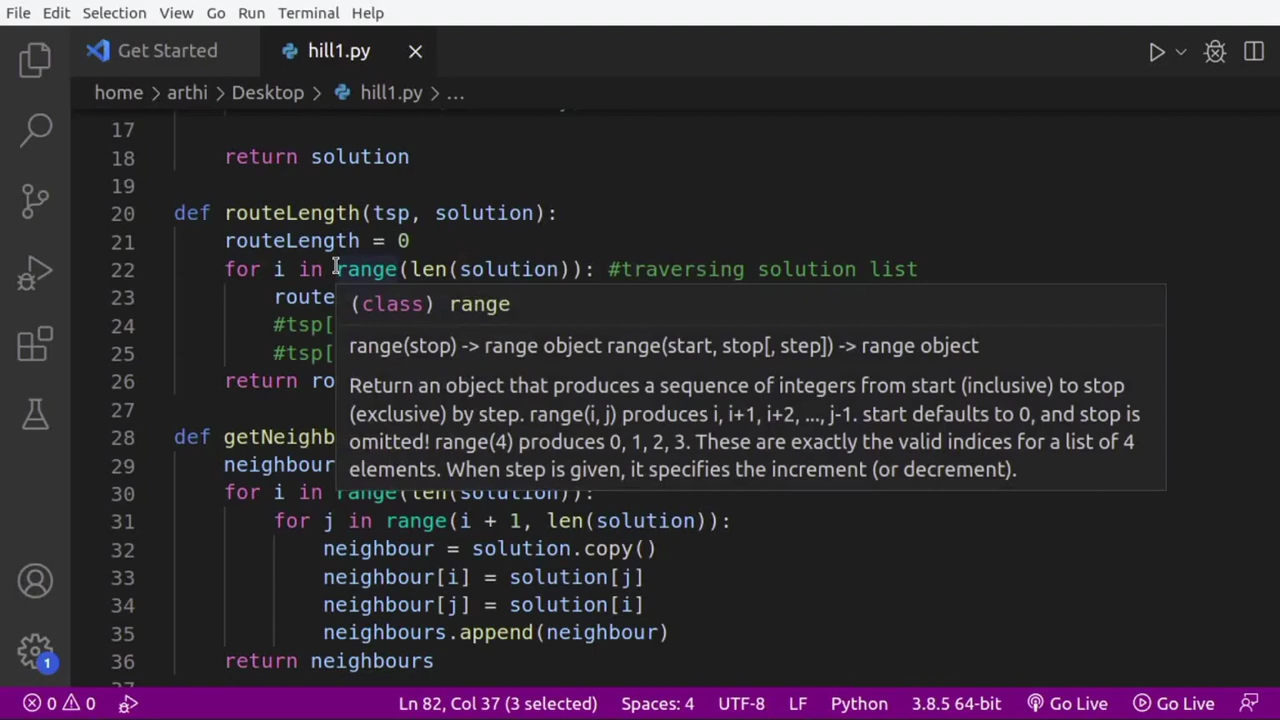 File Edit Selection View Go Run Terminal Help
Get Started hill1.py
home > arthi > Desktop > hill1.py > ...
17
18 return solution
19
20 def routeLength(tsp, solution):
21 routeLength = 0
22 for i in range(len(solution)): #traversing solution list
23 route
(class) range
24 #tsp[
range(stop) -> range object range(start, stop[, step]) -> range object
25 #tsp[
26 return ro
Return an object that produces a sequence of integers from start (inclusive) to stop
(exclusive) by step. range(i, j) produces i, i+1, i+2, ..., j-1. start defaults to 0, and stop is
omitted! range(4) produces 0, 1, 2, 3. These are exactly the valid indices for a list of 4
elements. When step is given, it specifies the increment (or decrement).
27
28 def getNeighb
29 neighbour
30 for i in range(len(solution)):
31 for j in range(i + 1, len(solution)):
32 neighbour = solution.copy()
33 neighbour[i] = solution[j]
34 neighbour[j] = solution[i]
35 neighbours.append(neighbour)
36 return neighbours
1
0 0 Ln 82, Col 37 (3 selected) Spaces: 4 UTF-8 LF Python 3.8.5 64-bit Go Live Go Live